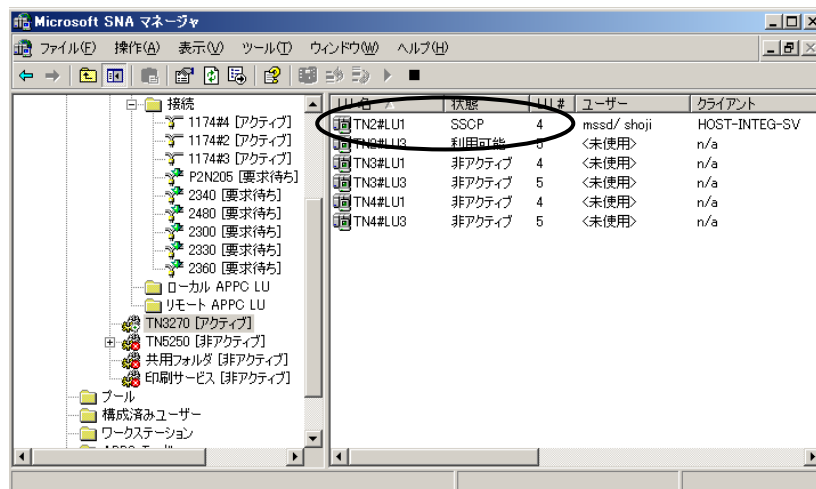 Microsoft SNA マネージャ
ファイル(F) 操作(A) 表示(V) ツール(T) ウィンドウ(W) ヘルプ(H)
接続
1174#4 [アクティブ]
1174#2 [アクティブ]
1174#3 [アクティブ]
P2N205 [要求待ち]
2340 [要求待ち]
2480 [要求待ち]
2300 [要求待ち]
2330 [要求待ち]
2360 [要求待ち]
ローカル APPC LU
リモート APPC LU
TN3270 [アクティブ]
TN5250 [非アクティブ]
共用フォルダ [非アクティブ]
印刷サービス [非アクティブ]
プール
構成済みユーザー
ワークステーション
LU名 状態 LU # ユーザー クライアント
TN2#LU1 SSCP 4 mssd/ shoji HOST-INTEG-SV
TN2#LU3 利用可能 5 <未使用> n/a
TN3#LU1 非アクティブ 4 <未使用> n/a
TN3#LU3 非アクティブ 5 <未使用> n/a
TN4#LU1 非アクティブ 4 <未使用> n/a
TN4#LU3 非アクティブ 5 <未使用> n/a